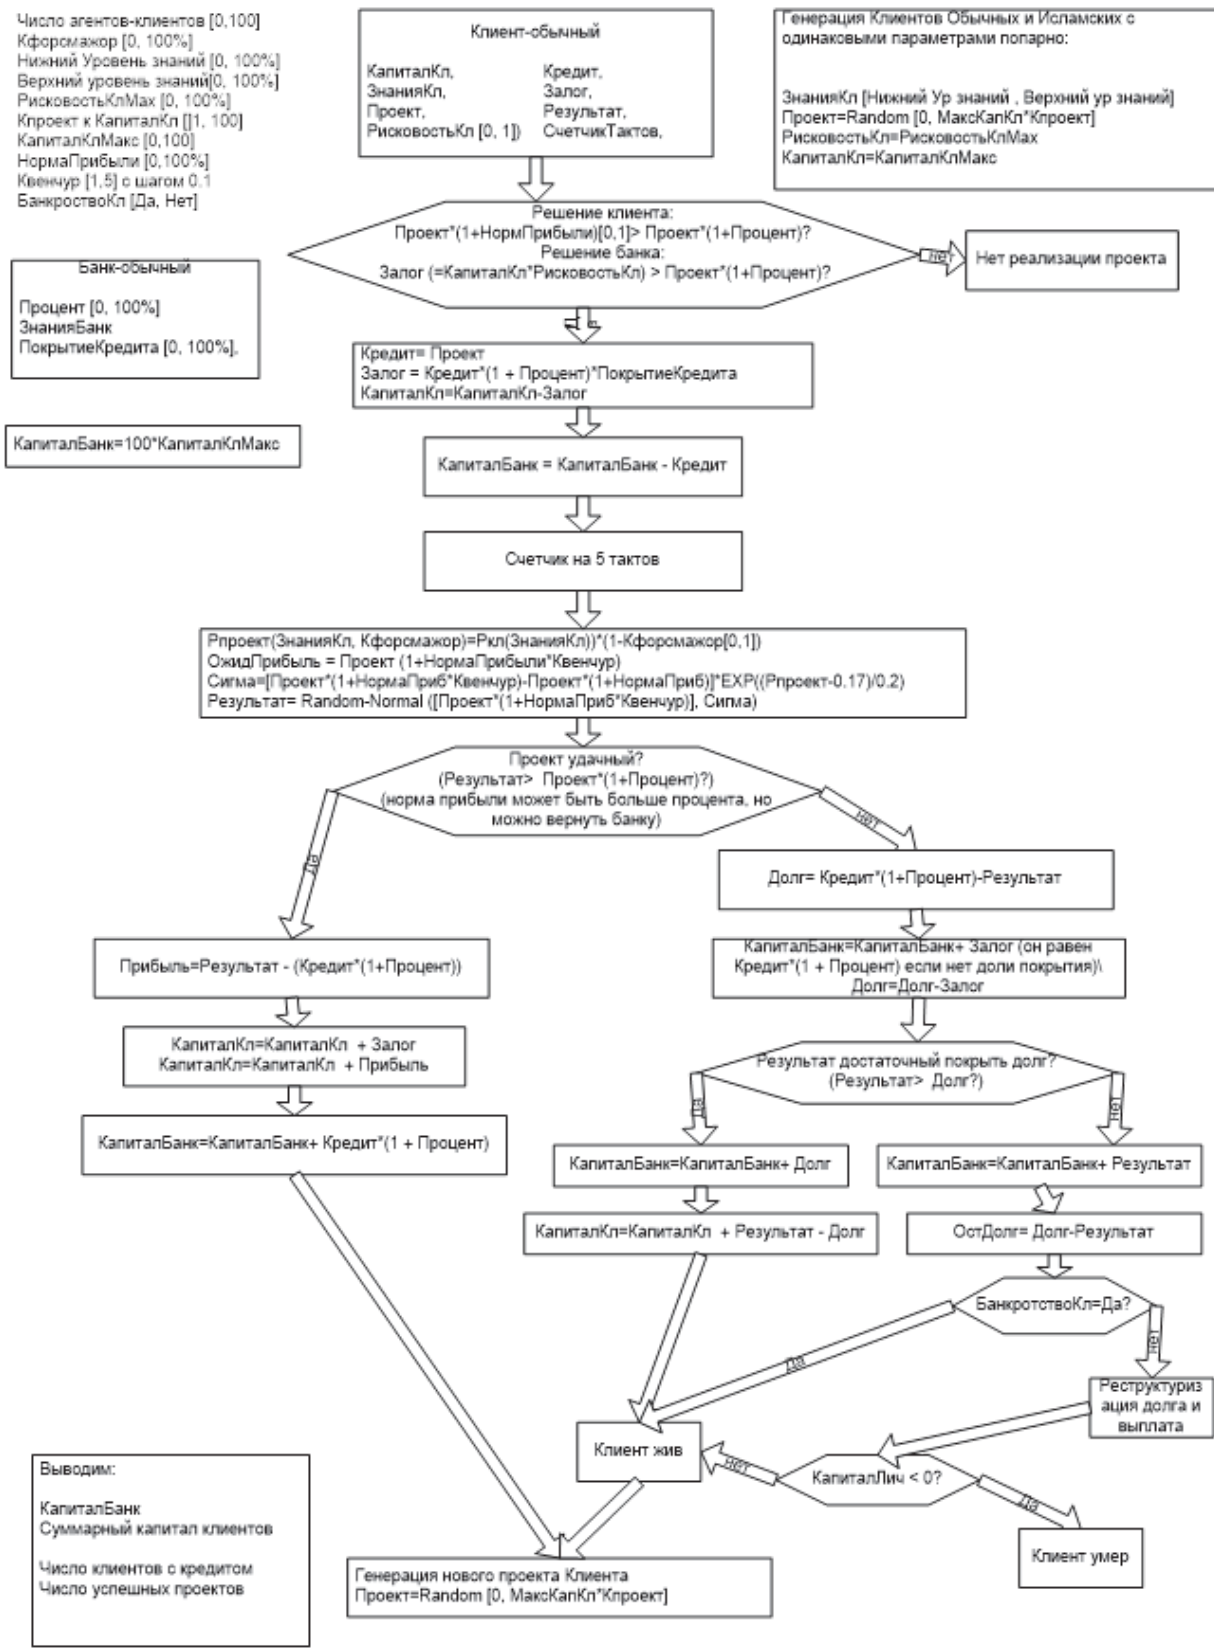 Число агентов-клиентов [0,100]
Кфорсмажор [0, 100%]
Нижний Уровень знаний [0, 100%]
Верхний уровень знаний[0, 100%]
РисковостьКлМах [0, 100%]
Кпроект к КапиталКл [[1, 100]
КапиталКлМакс [0,100]
НормаПрибыли [0,100%]
Квенчур [1,5] с шагом 0.1
БанкроствоКл [Да, Нет]
Клиент-обычный
КапиталКл,
ЗнанияКл,
Проект,
РисковостьКл [0, 1])
Кредит,
Залог,
Результат,
СчетчикТактов,
Генерация Клиентов Обычных и Исламских с
одинаковыми параметрами попарно:
ЗнанияКл [Нижний Ур знаний , Верхний ур знаний]
Проект=Random [0, МаксКапКл*Кпроект]
РисковостьКл=РисковостьКлМах
КапиталКл=КапиталКлМакс
Решение клиента:
Проект*(1+НормПрибыли)[0,1]> Проект*(1+Процент)?
Решение банка:
Залог (=КапиталКл*РисковостьКл) > Проект*(1+Процент)?
нет
Нет реализации проекта
Банк-обычный
Процент [0, 100%]
ЗнанияБанк
ПокрытиеКредита [0, 100%],
КапиталБанк=100*КапиталКлМакс
Кредит= Проект
Залог = Кредит*(1 + Процент)*ПокрытиеКредита
КапиталКл=КапиталКл-Залог
КапиталБанк = КапиталБанк - Кредит
Счетчик на 5 тактов
Рпроект(ЗнанияКл, Кфорсмажор)=Ркл(ЗнанияКл))*(1-Кфорсмажор[0,1])
ОжидПрибыль = Проект (1+НормаПрибыли*Квенчур)
Сигма=[Проект*(1+НормаПриб*Квенчур)-Проект*(1+НормаПриб)]*EXP((Рпроект-0.17)/0.2)
Результат= Random-Normal ([Проект*(1+НормаПриб*Квенчур)], Сигма)
Проект удачный?
(Результат> Проект*(1+Процент)?)
(норма прибыли может быть больше процента, но
можно вернуть банку)
Да
нет
Долг= Кредит*(1+Процент)-Результат
Прибыль=Результат - (Кредит*(1+Процент))
КапиталБанк=КапиталБанк+ Залог (он равен
Кредит*(1 + Процент) если нет доли покрытия)\
Долг=Долг-Залог
КапиталКл=КапиталКл + Залог
КапиталКл=КапиталКл + Прибыль
Результат достаточный покрыть долг?
(Результат> Долг?)
Да
нет
КапиталБанк=КапиталБанк+ Кредит*(1 + Процент)
КапиталБанк=КапиталБанк+ Долг
КапиталБанк=КапиталБанк+ Результат
КапиталКл=КапиталКл + Результат - Долг
ОстДолг= Долг-Результат
БанкротствоКл=Да?
Да
нет
Реструктуриз
ация долга и
выплата
Клиент жив
нет
КапиталЛич < 0?
Да
Клиент умер
Выводим:
КапиталБанк
Суммарный капитал клиентов
Число клиентов с кредитом
Число успешных проектов
Генерация нового проекта Клиента
Проект=Random [0, МаксКапКл*Кпроект]